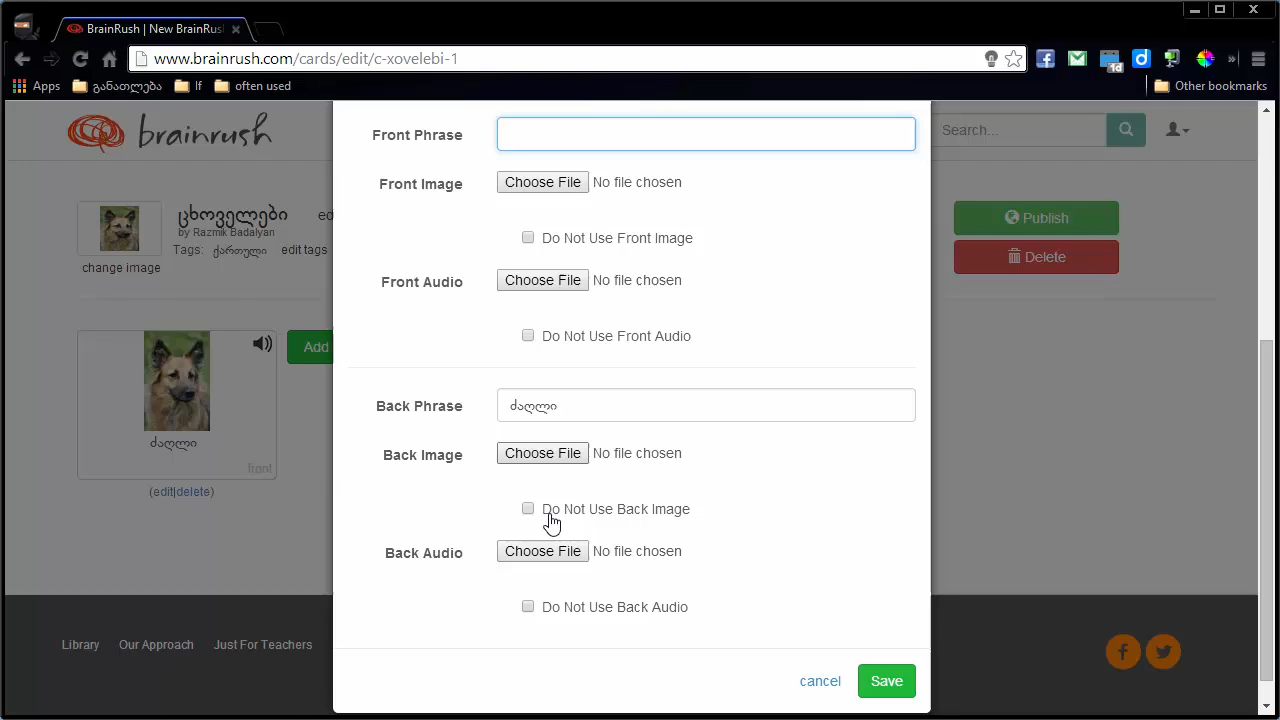 BrainRush | New BrainRus
www.brainrush.com/cards/edit/c-xovelebi-1
1d
Apps
განათლება
lf
often used
»
Other bookmarks
brainrush
Search...
Front Phrase
Front Image
Choose File No file chosen
Do Not Use Front Image
Front Audio
Choose File No file chosen
Do Not Use Front Audio
Back Phrase
ძაღლი
Back Image
Choose File No file chosen
Do Not Use Back Image
Back Audio
Choose File No file chosen
Do Not Use Back Audio
cancel
Save
ცხოველები
by Razmik Badalyan
Tags: ქართული edit tags
change image
Publish
Delete
ძაღლი
front
(edit|delete)
Add
Library
Our Approach
Just For Teachers